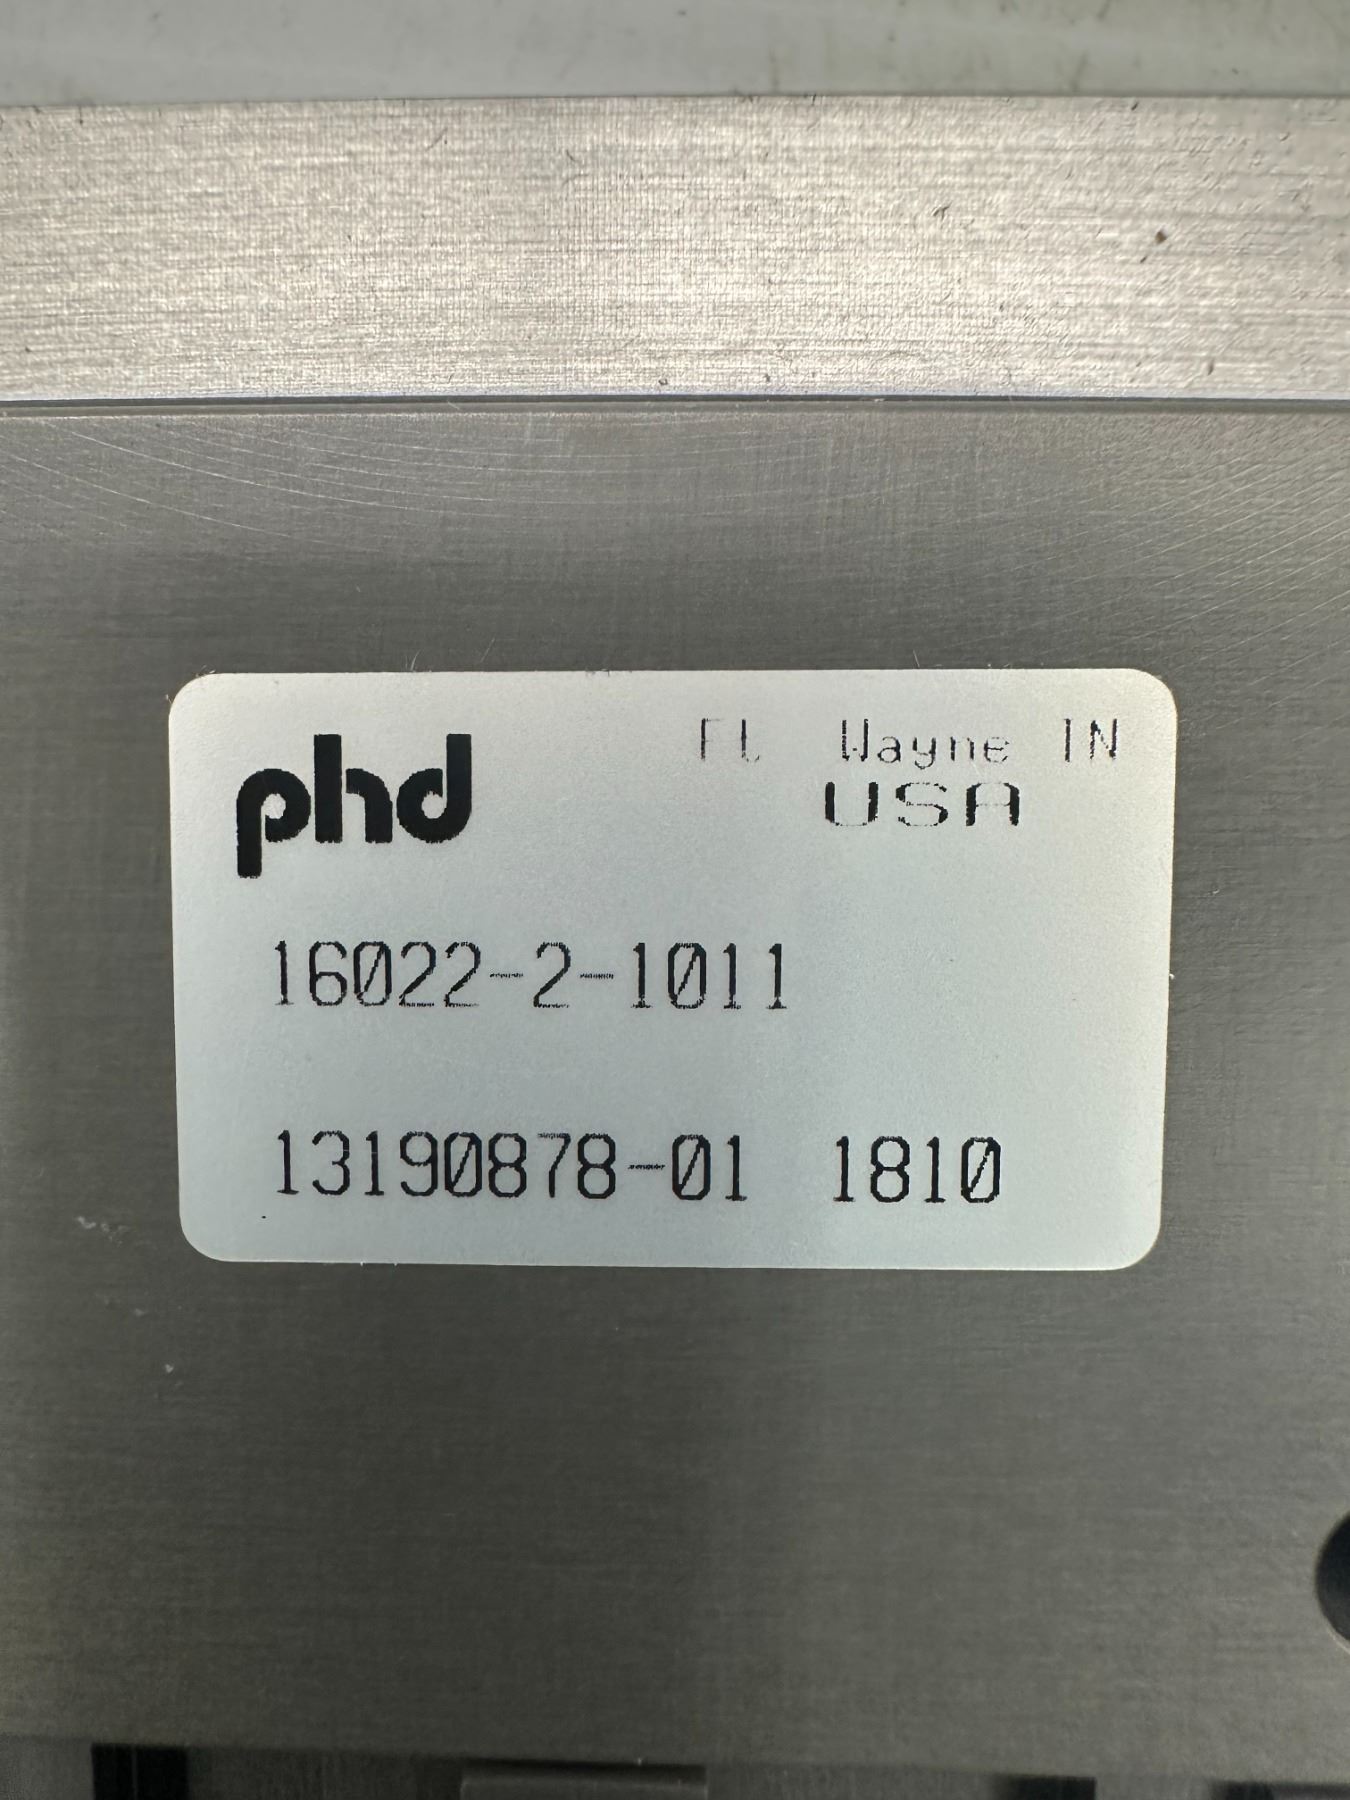 phd
Ft Wayne IN
USA
16022-2-1011
13190878-01 1810